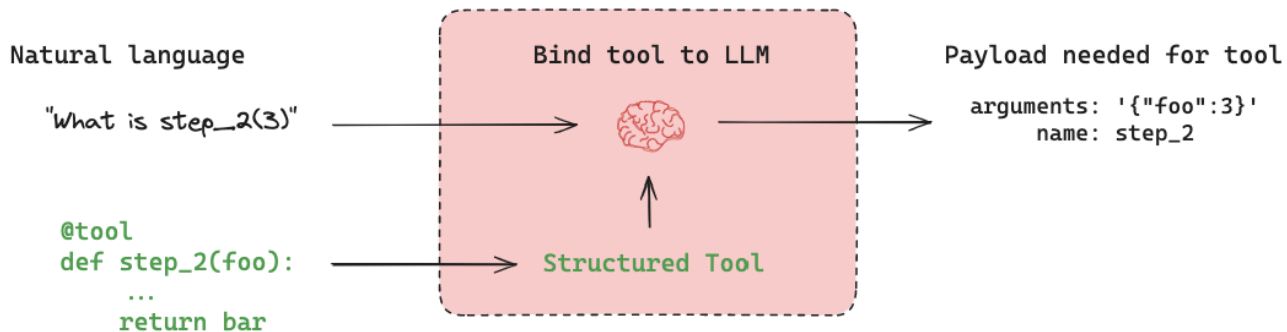 Natural language
"What is step_2(3)"
@tool
def step_2(foo):
...
return bar
Bind tool to LLM
Structured Tool
Payload needed for tool
arguments: '{"foo":3}'
name: step_2